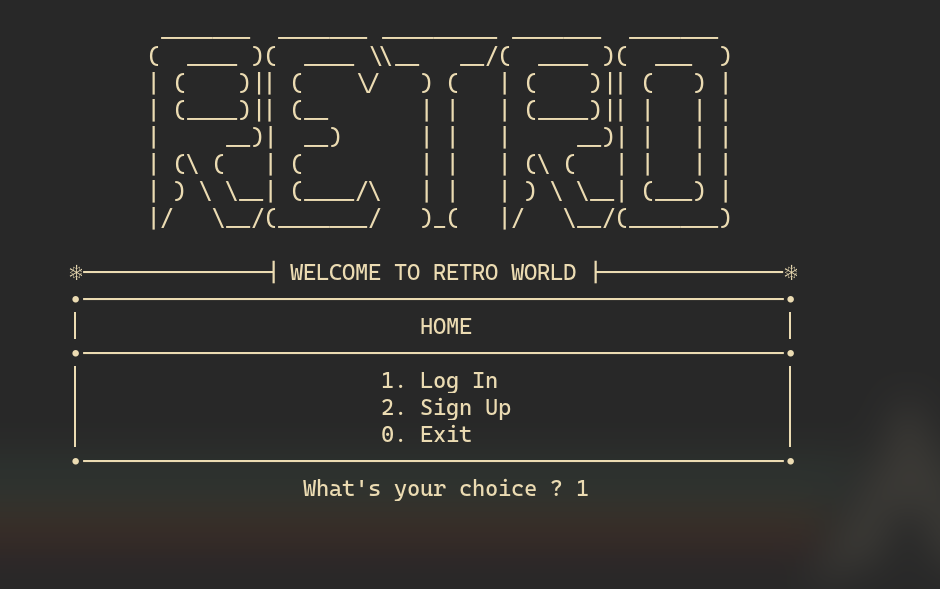 RETRO
WELCOME TO RETRO WORLD
HOME
1. Log In
2. Sign Up
0. Exit
What's your choice ? 1